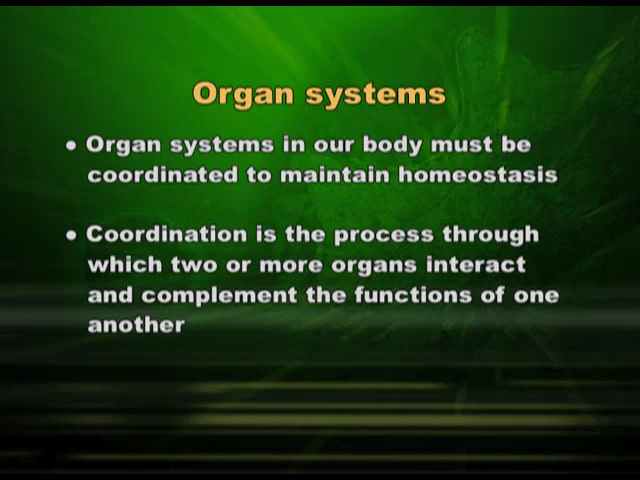 Organ systems
• Organ systems in our body must be
coordinated to maintain homeostasis
• Coordination is the process through
which two or more organs interact
and complement the functions of one
another